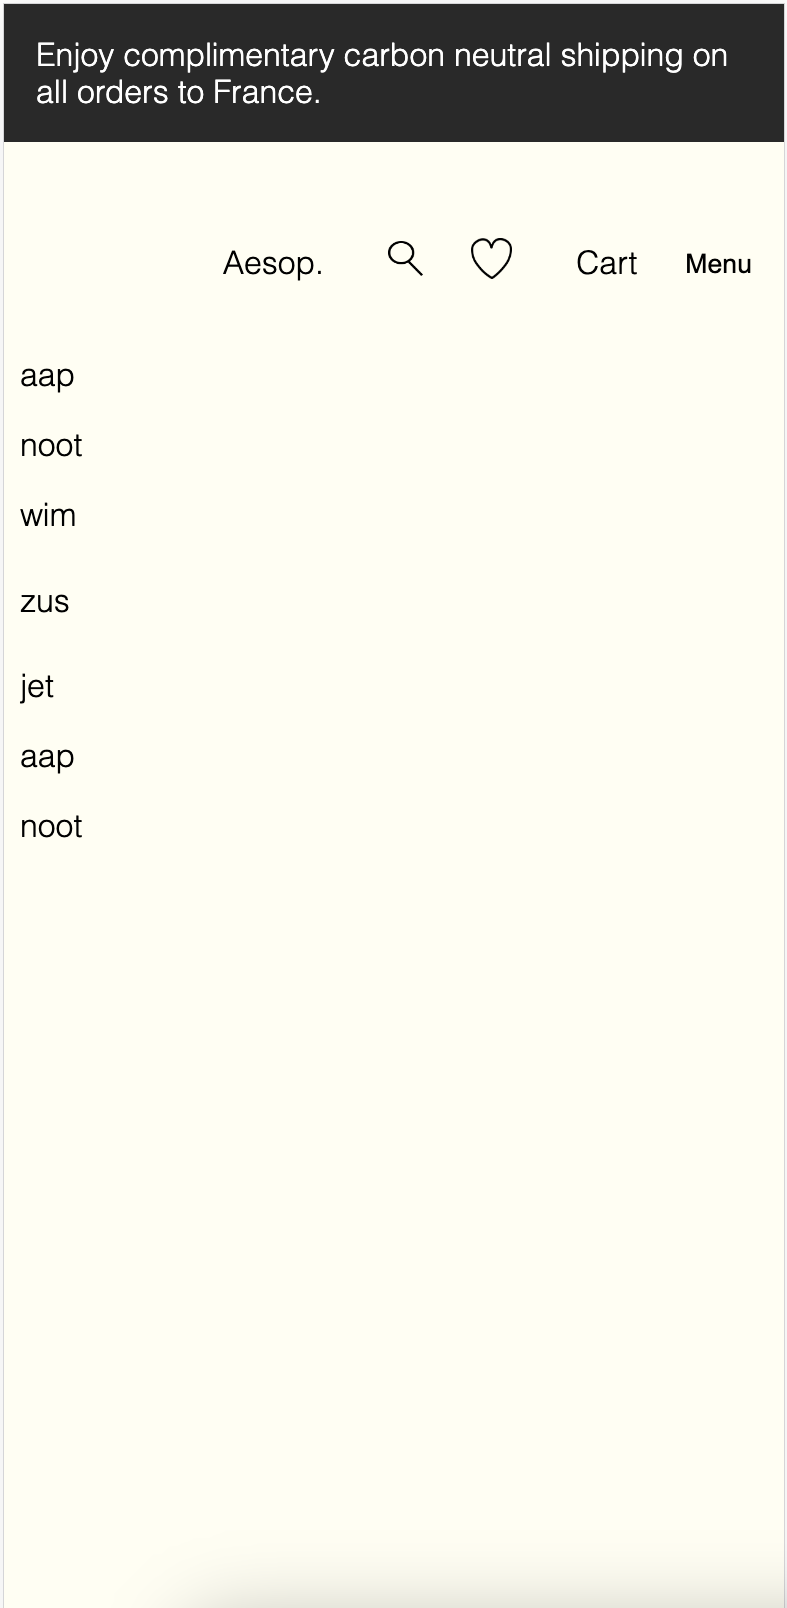 Enjoy complimentary carbon neutral shipping on
all orders to France.
Aesop. Cart Menu
aap
noot
wim
zus
jet
aap
noot